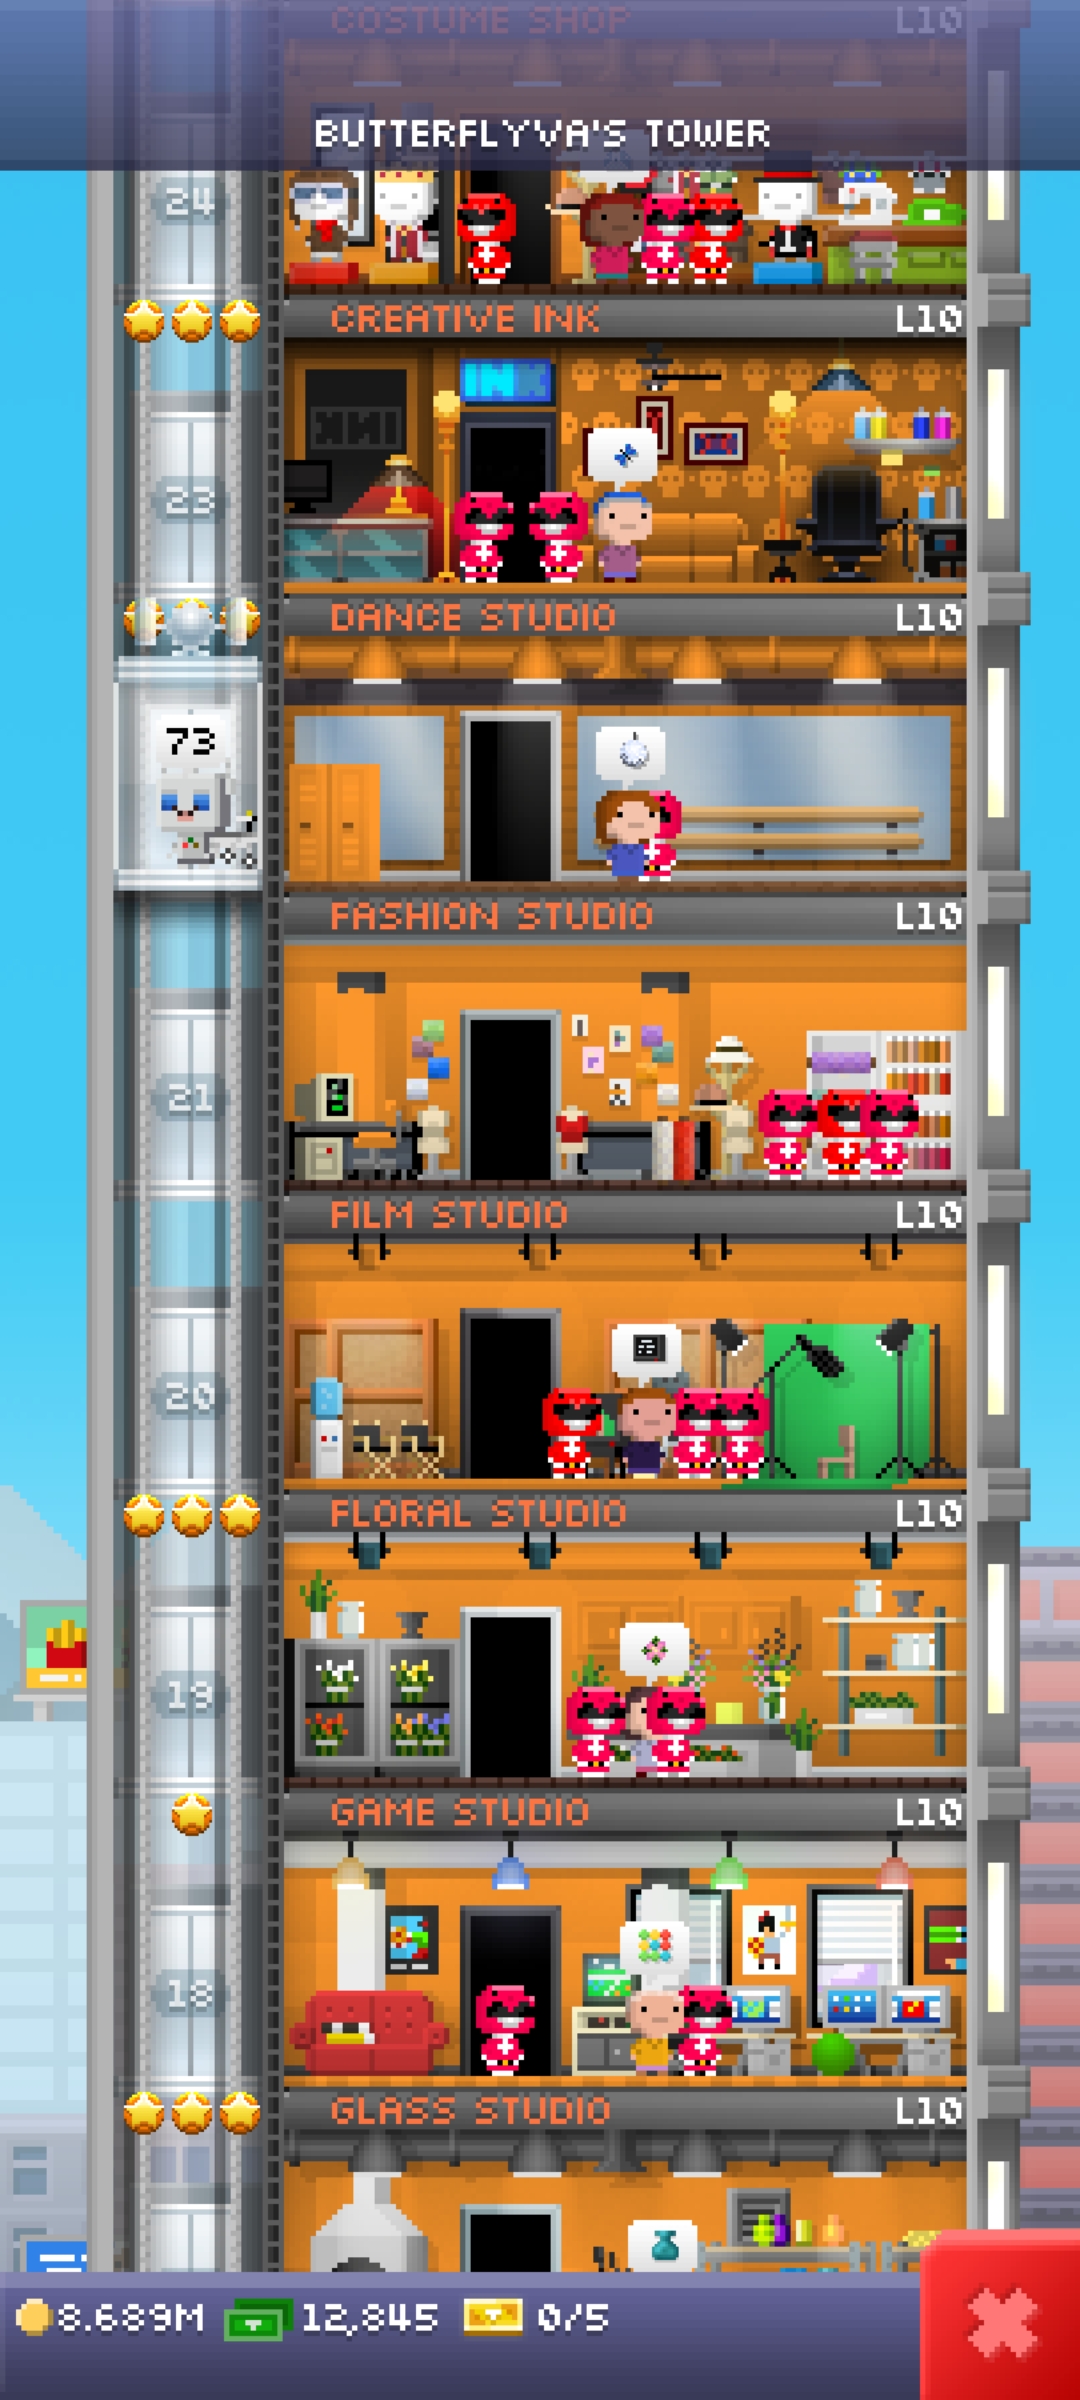 COSTUME SHOP L10
BUTTERFLYVA'S TOWER
24
CREATIVE INK L10
INK
23
DANCE STUDIO L10
73
FASHION STUDIO L10
21
FILM STUDIO L10
20
FLORAL STUDIO L10
19
GAME STUDIO L10
18
GLASS STUDIO L10
8.689M 12,845 0/5